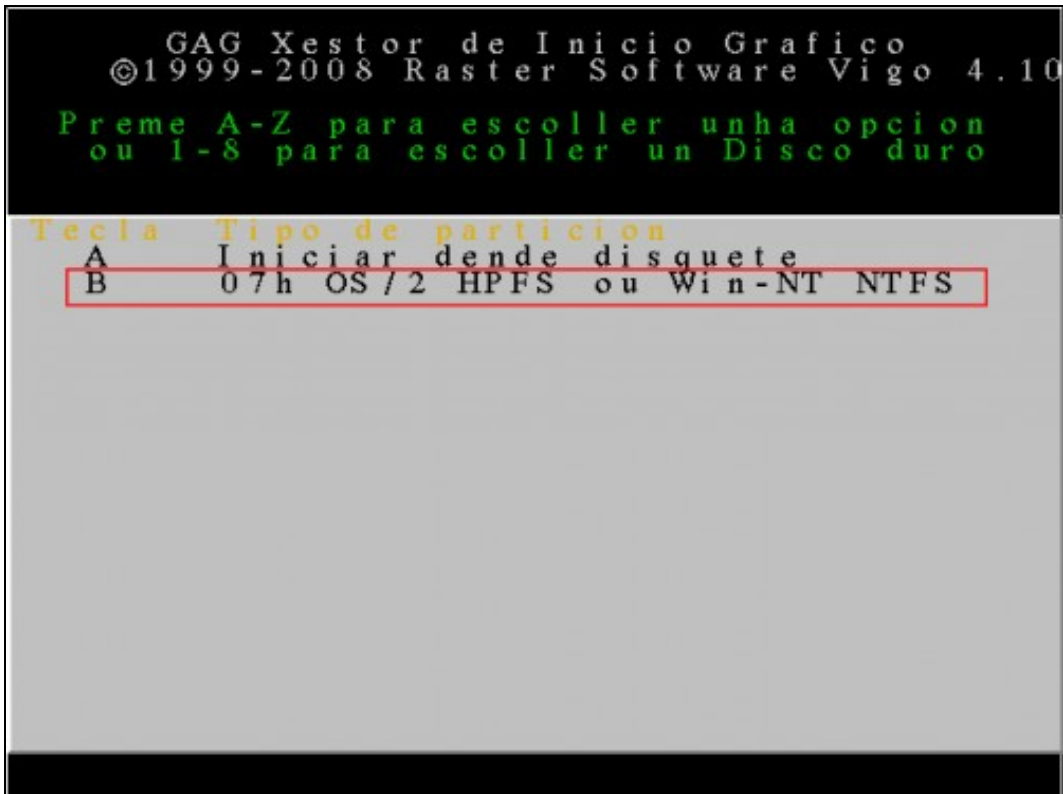 GAG Xestor de Inicio Grafico
©1999-2008 Raster Software Vigo 4.10
Preme A-Z para escoller unha opcion
ou 1-8 para escoller un Disco duro
Tecla Tipo de particion
A Iniciar dende disquete
B 07h OS/2 HPFS ou Win-NT NTFS